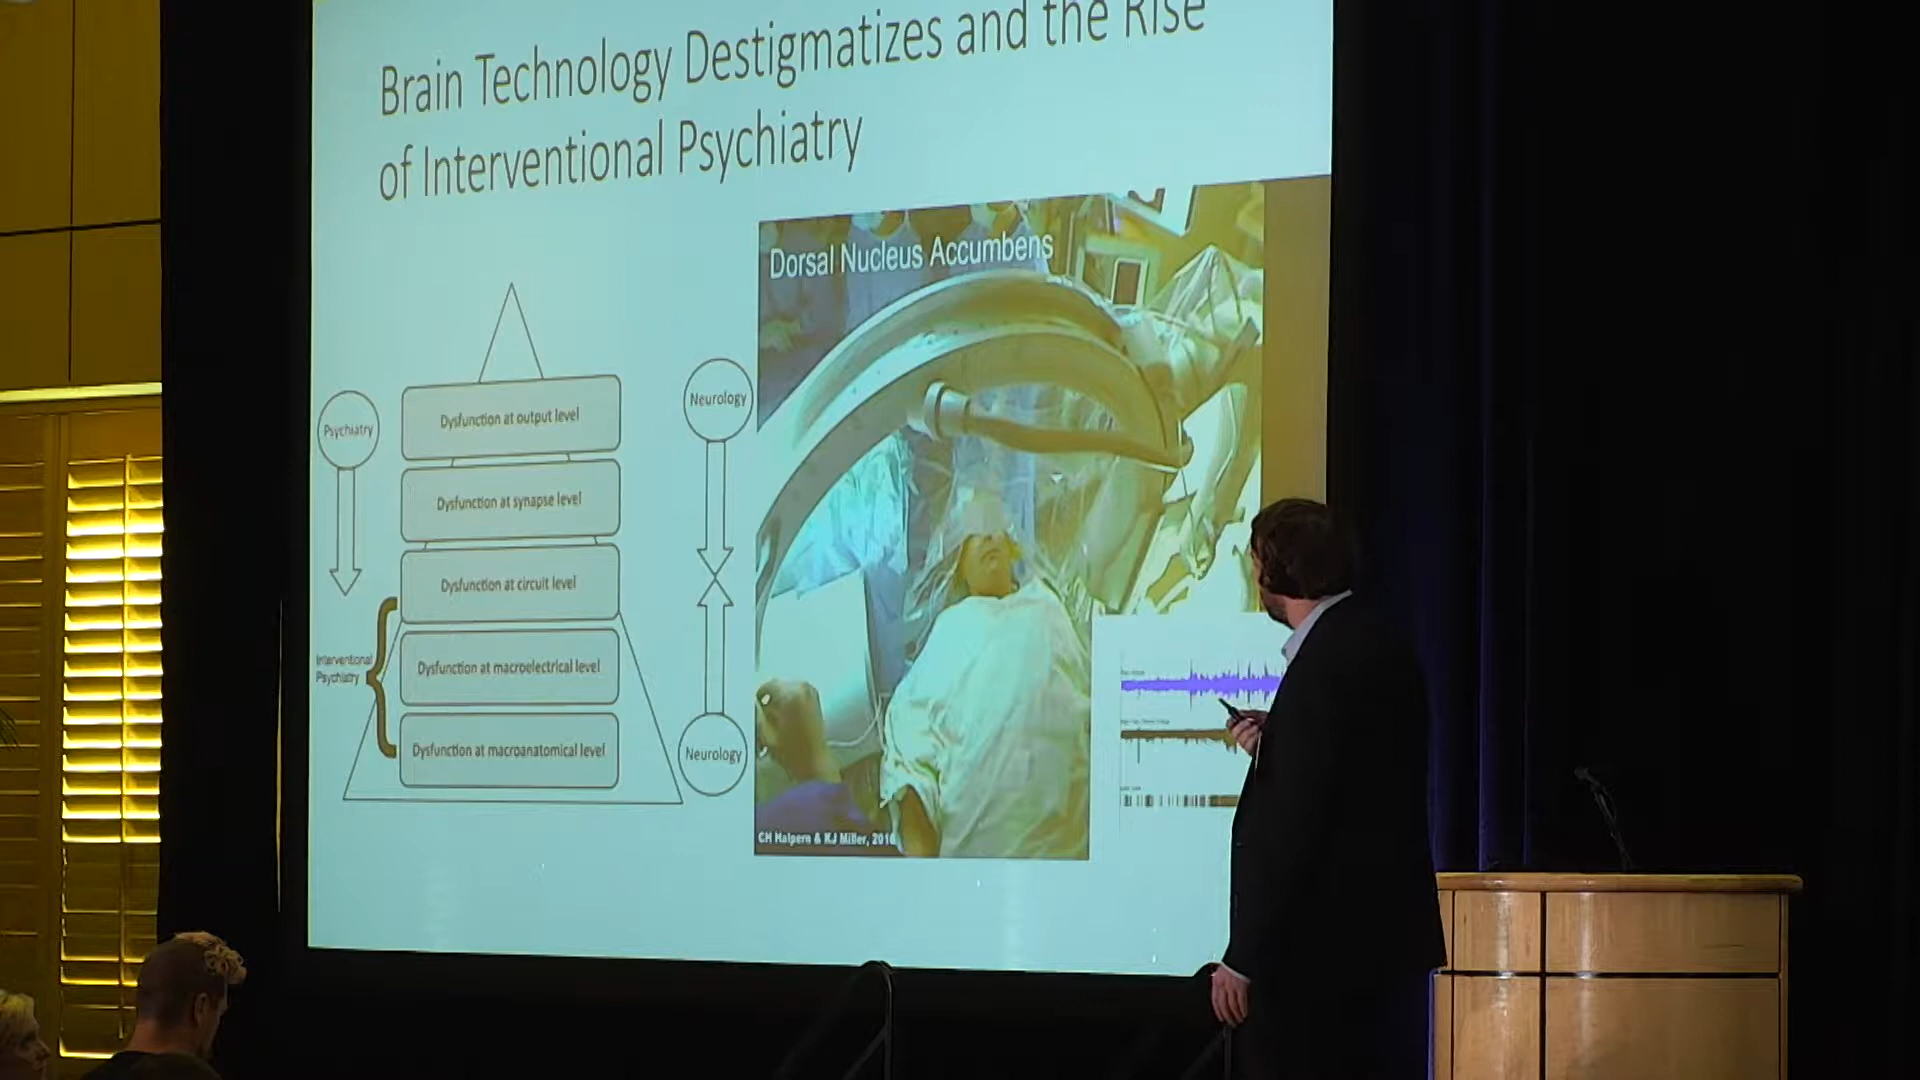 Brain Technology Destigmatizes and the Rise
of Interventional Psychiatry
Dorsal Nucleus Accumbens
Psychiatry
Neurology
Dysfunction at output level
Dysfunction at synapse level
Dysfunction at circuit level
Interventional
Psychiatry
Dysfunction at macroelectrical level
Dysfunction at macroanatomical level
Neurology
CH Halpern & KJ Miller, 2016